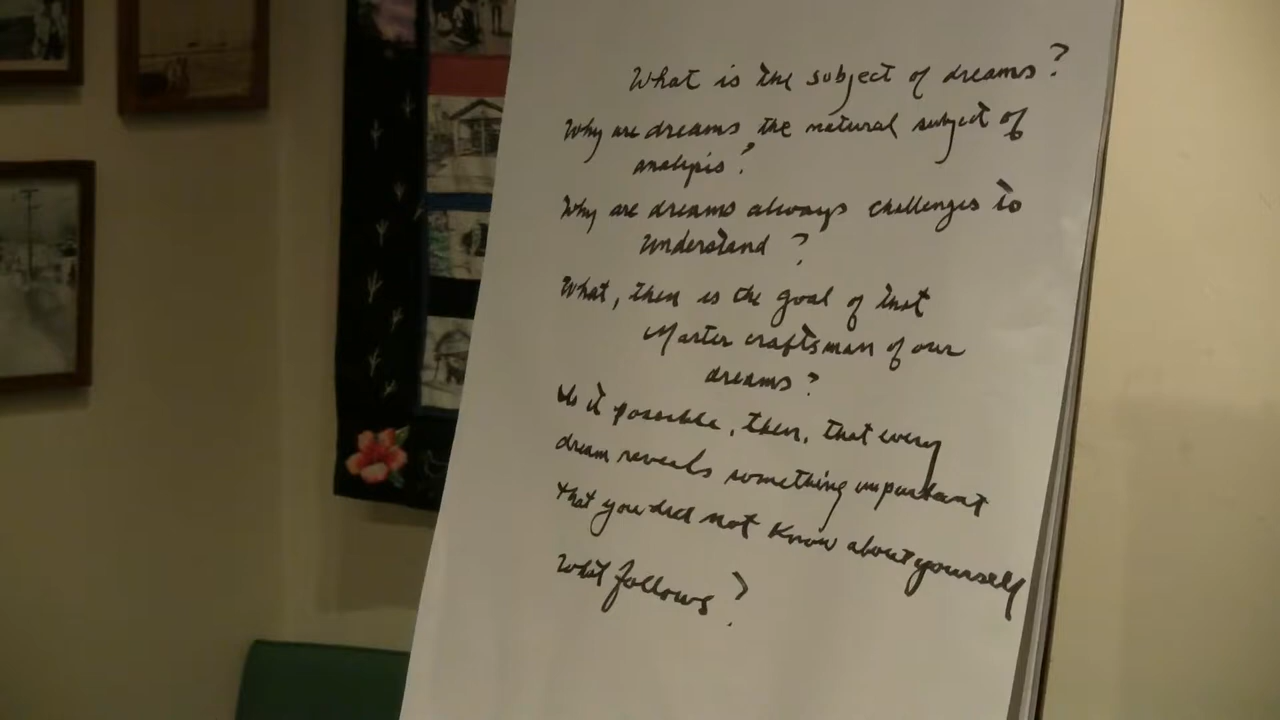 What is the subject of dreams?
Why are dreams the natural subject of
analysis?
Why are dreams always challenges to
understand?
What, then is the goal of that
Master craftsman of our
dreams?
Is it possible, then, that every
dream reveals something important
that you did not know about yourself
What follows?